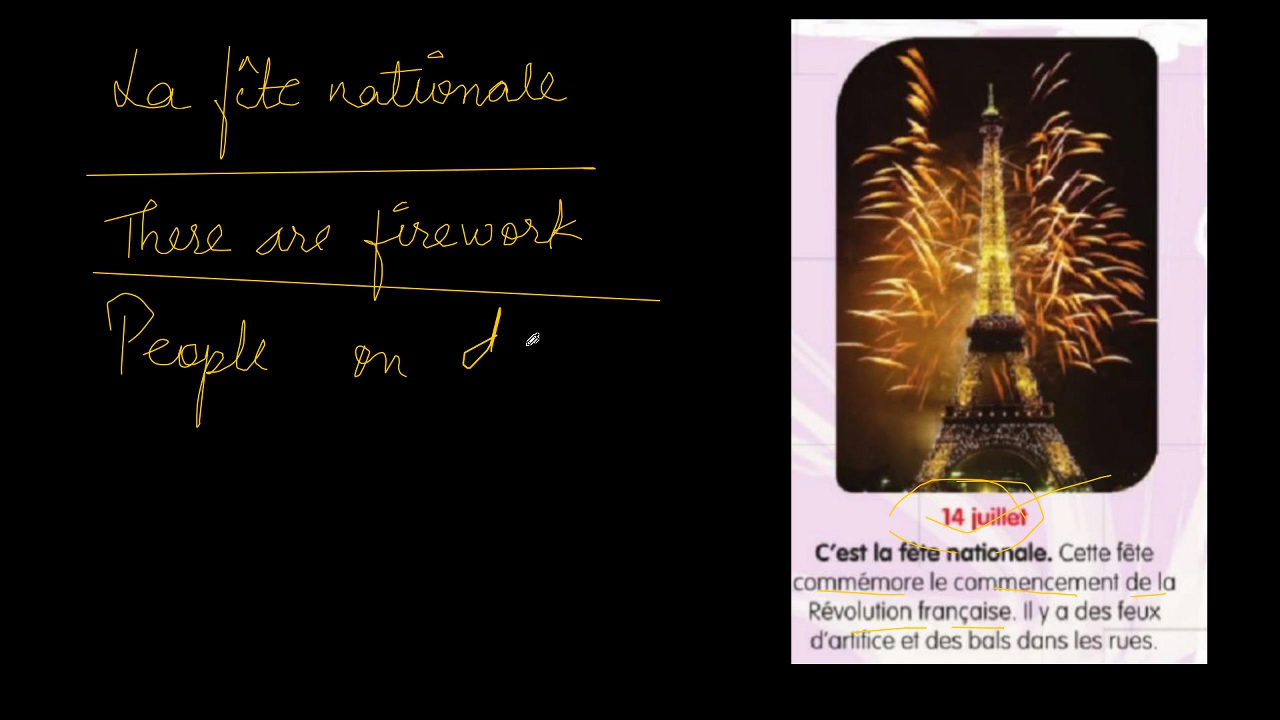 La fête nationale
There are firework
People on d
14 juillet
C'est la fête nationale. Cette fête
commémore le commencement de la
Révolution française. Il y a des feux
d'artifice et des bals dans les rues.